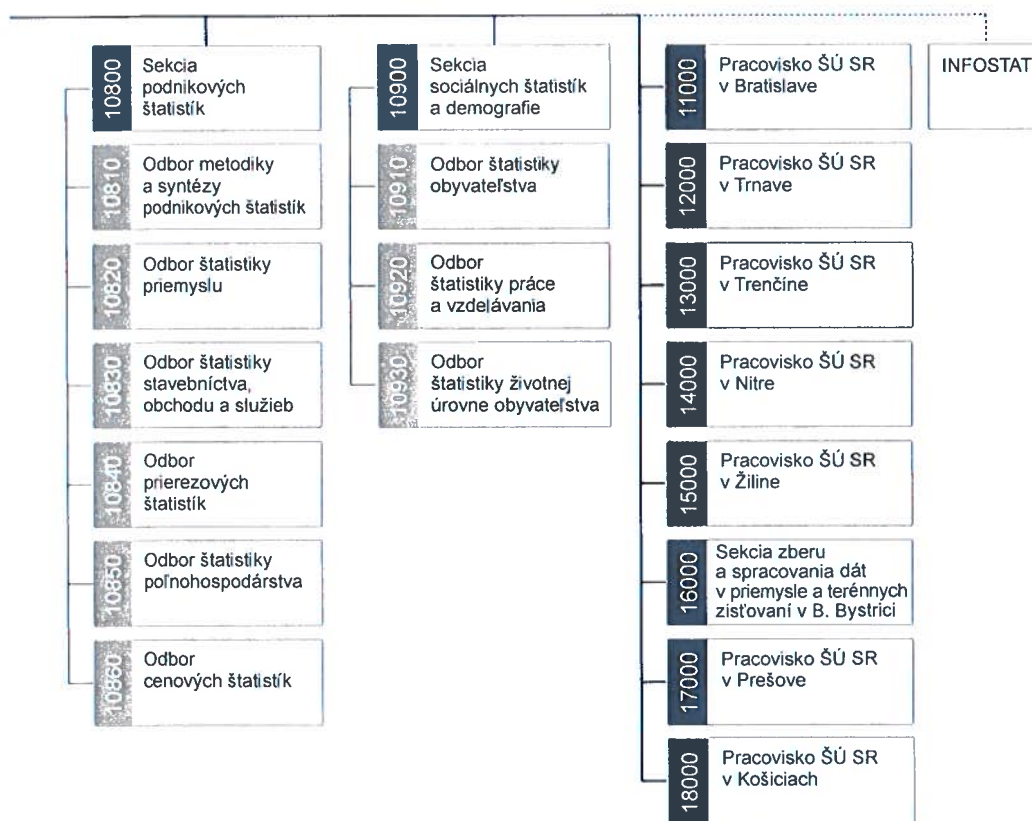 10800
Sekcia
podnikových
štatistík
10810
Odbor metodiky
a syntézy
podnikových štatistík
10820
Odbor štatistiky
priemyslu
10830
Odbor štatistiky
stavebníctva,
obchodu a služieb
10840
Odbor
prierezových
štatistík
10850
Odbor štatistiky
poľnohospodárstva
10860
Odbor
cenových štatistík
10900
Sekcia
sociálnych štatistík
a demografie
10910
Odbor štatistiky
obyvateľstva
10920
Odbor
štatistiky práce
a vzdelávania
10930
Odbor
štatistiky životnej
úrovne obyvateľstva
11000
Pracovisko ŠÚ SR
v Bratislave
12000
Pracovisko ŠÚ SR
v Trnave
13000
Pracovisko ŠÚ SR
v Trenčíne
14000
Pracovisko ŠÚ SR
v Nitre
15000
Pracovisko ŠÚ SR
v Žiline
16000
Sekcia zberu
a spracovania dát
v priemysle a terénnych
zisťovaní v B. Bystrici
17000
Pracovisko ŠÚ SR
v Prešove
18000
Pracovisko ŠÚ SR
v Košiciach
INFOSTAT